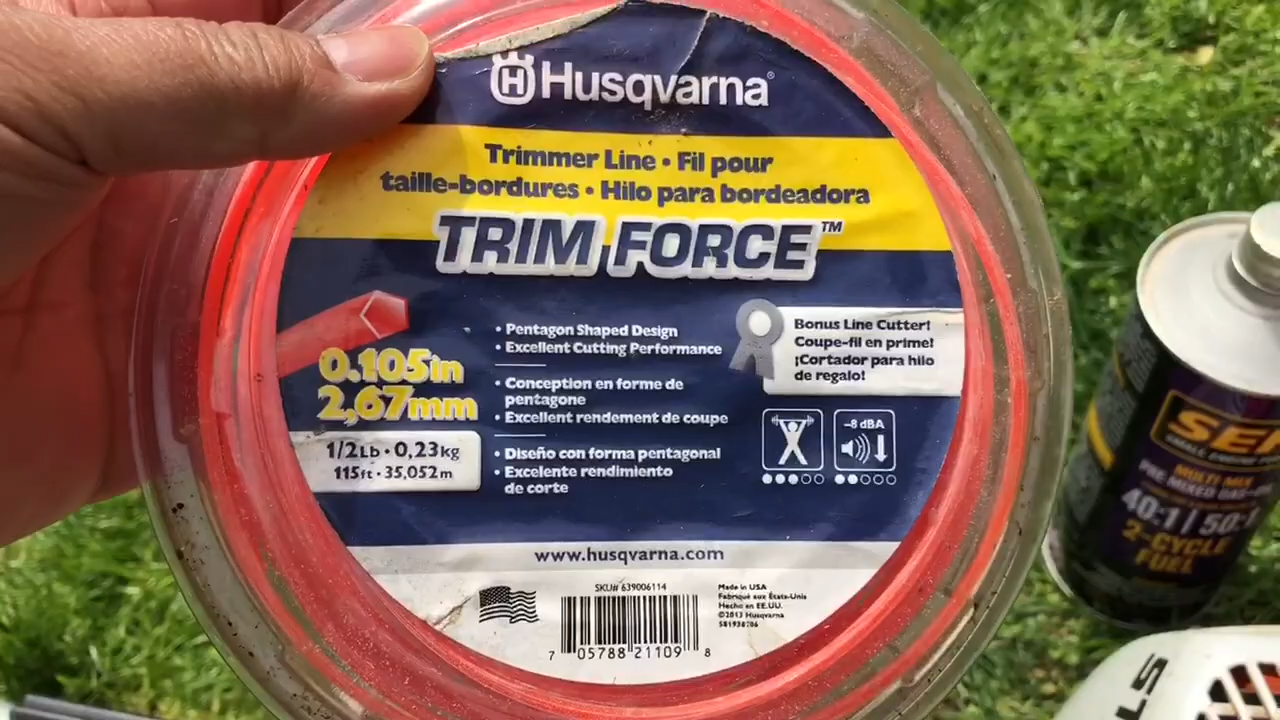 Husqvarna®
Trimmer Line • Fil pour
taille-bordures • Hilo para bordeadora
TRIM FORCE™
0.105in
2,67mm
1/2Lb • 0,23kg
115ft • 35,052m
• Pentagon Shaped Design
• Excellent Cutting Performance
• Conception en forme de
pentagone
• Excellent rendement de coupe
• Diseño con forma pentagonal
• Excelente rendimiento
de corte
Bonus Line Cutter!
Coupe-fil en prime!
¡Cortador para hilo
de regalo!
–8 dBA
www.husqvarna.com
SKU# 639006114
7 05788 21109 8
Made in USA
Fabriqué aux États-Unis
Hecho en EE.UU.
©2013 Husqvarna
MULTI MIX
40:1 | 50:1
2-CYCLE
FUEL